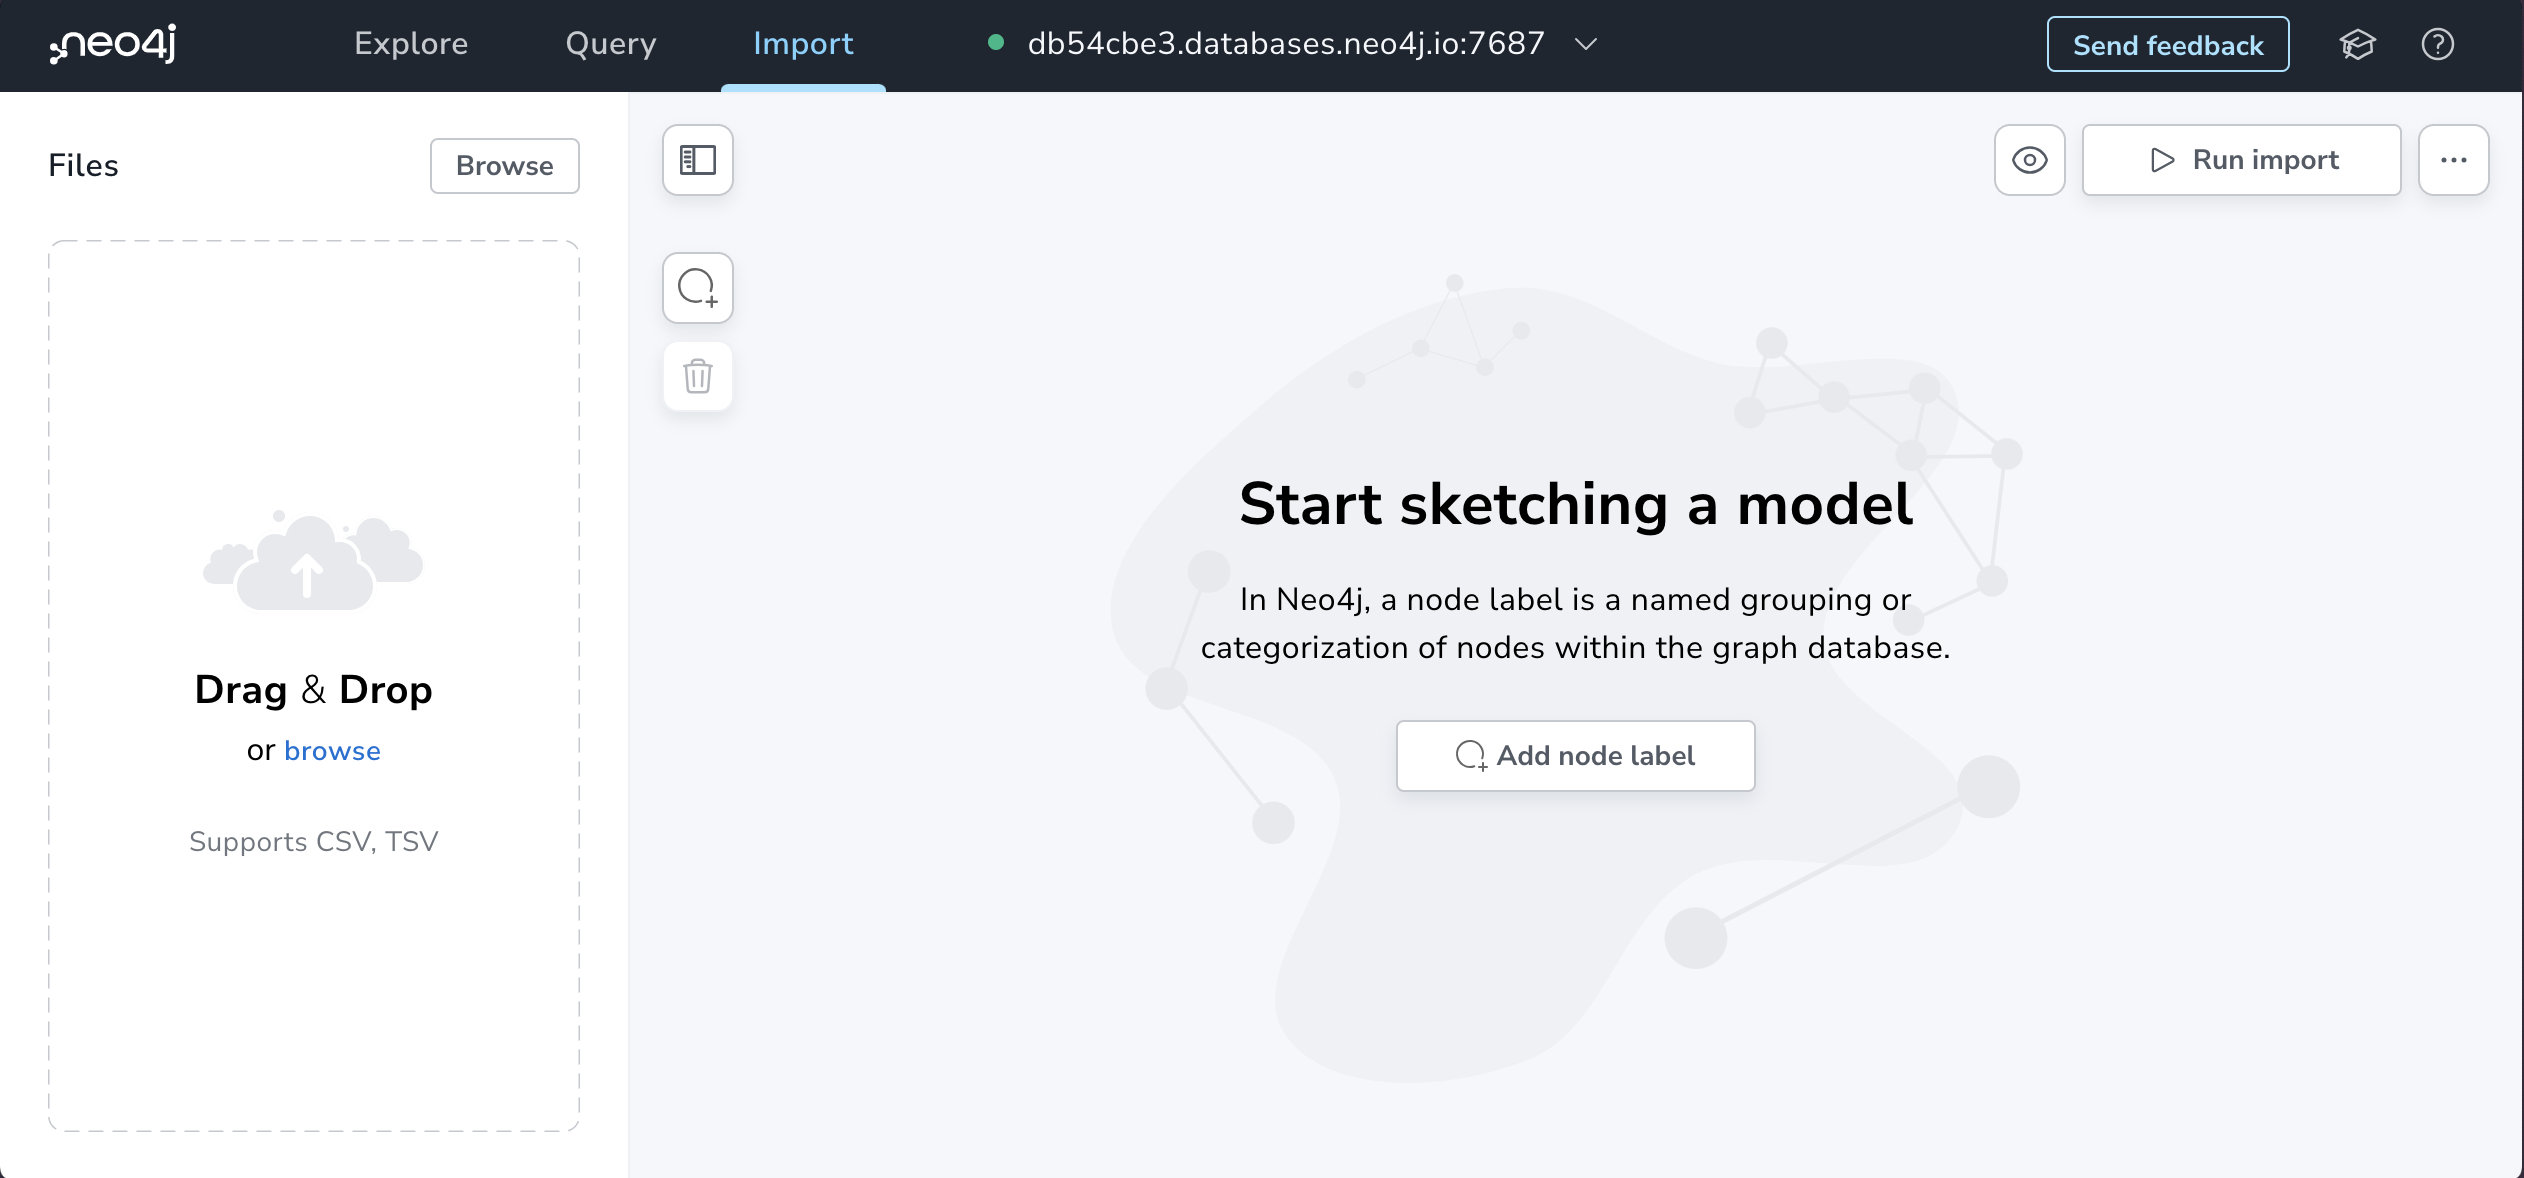 neo4j
Explore
Query
Import
db54cbe3.databases.neo4j.io:7687
Send feedback
Files
Browse
Run import
Drag & Drop
or browse
Supports CSV, TSV
Start sketching a model
In Neo4j, a node label is a named grouping or
categorization of nodes within the graph database.
Add node label